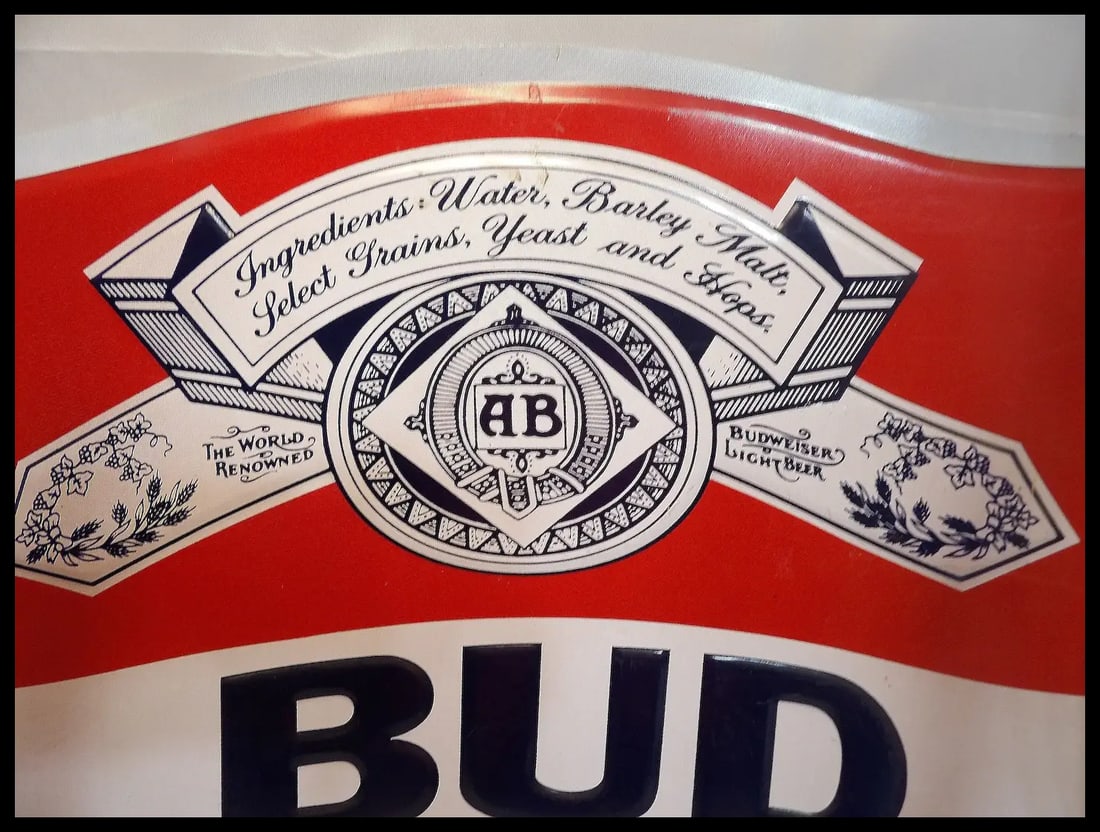 Ingredients: Water, Barley Malt,
Select Grains, Yeast and Hops.
AB
THE WORLD
RENOWNED
BUDWEISER
LIGHT BEER
BUD